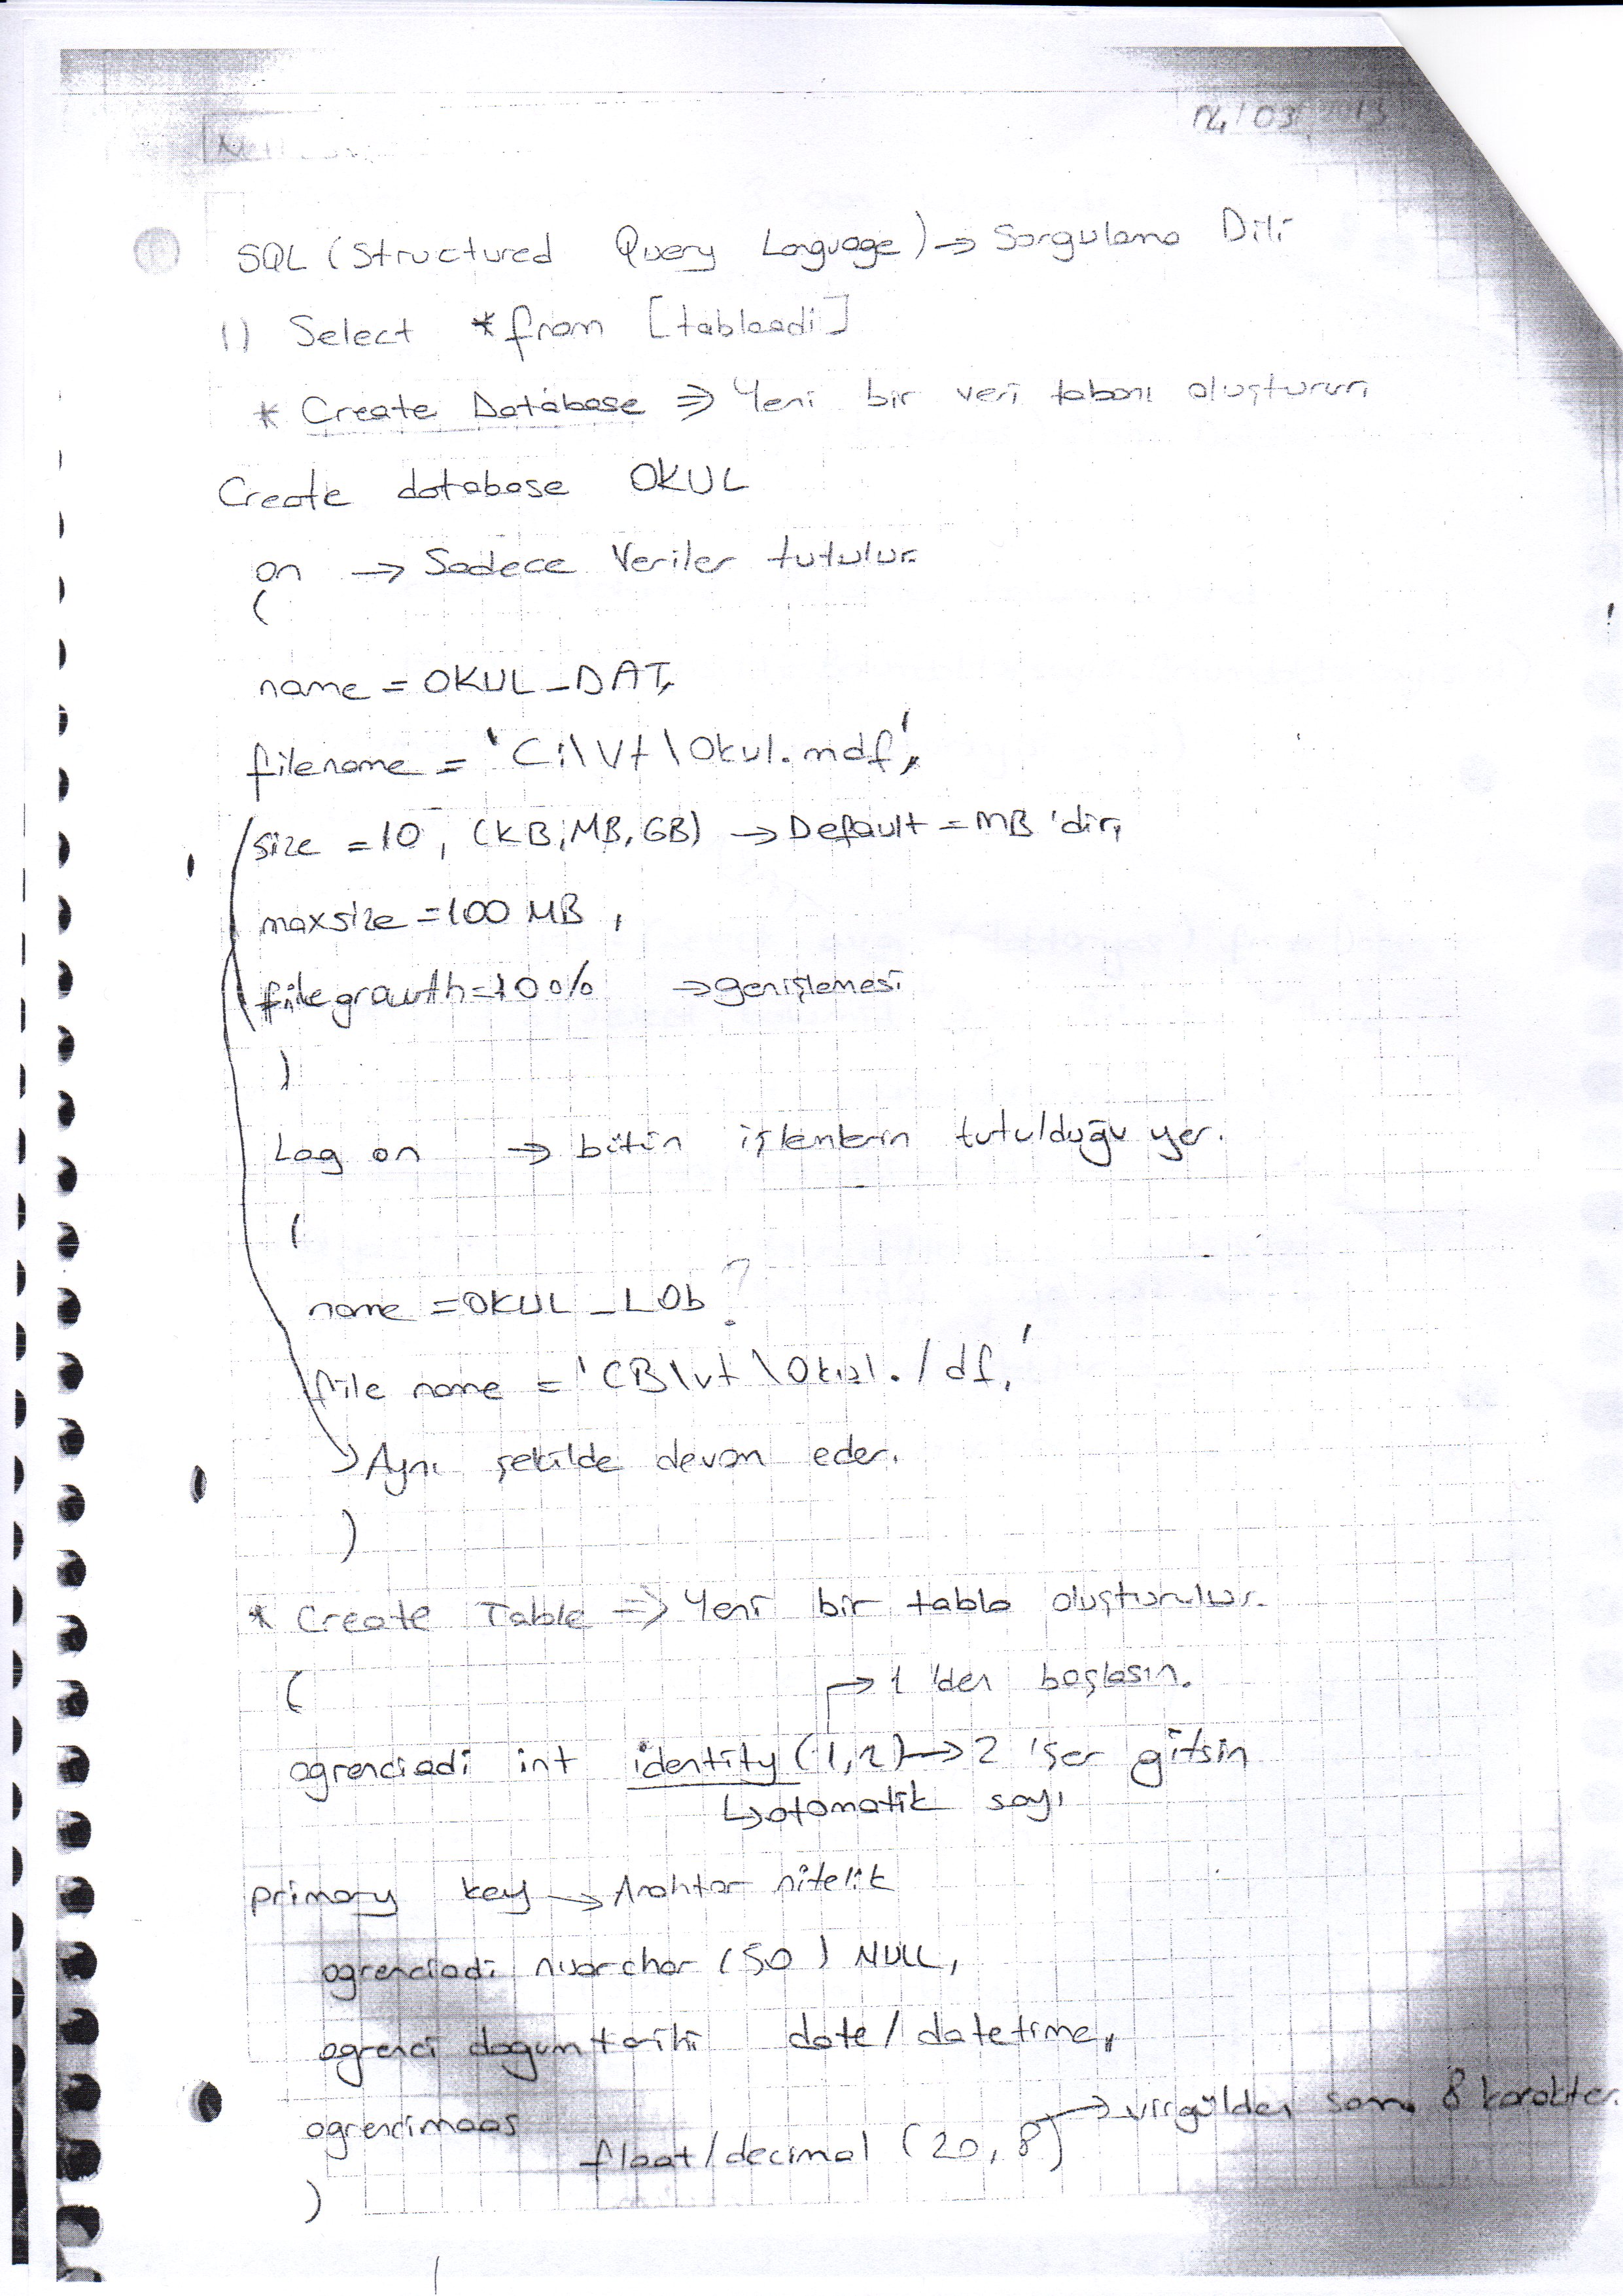 SQL (Structured Query Language) → Sorgulama Dili
1) Select * from [tabloadi]
* Create Database ⇒ Yeni bir veri tabanı oluşturur.
Create database OKUL
on → Sadece Veriler tutulur.
(
name = OKUL_DAT,
filename = 'C:\Vt\Okul.mdf',
size = 10, (KB, MB, GB) → Default = MB 'dir,
maxsize = 100 MB ,
filegrowth = 10% → genişlemesi
)
Log on → bütün işlemlerin tutulduğu yer.
(
name = OKUL_LOb ?
file name = 'CB\vt\Okul./df,'
→ Aynı şekilde devam eder.
)
* Create Table ⇒ Yeni bir tablo oluşturulur.
( → 1 'den başlasın.
ogrenciadi int identity (1,2) → 2 'şer gitsin
↳ otomatik sayı
primary key → Anahtar nitelik
ogrenciadi nvarchar (50) NULL,
ogrenci dogum tarihi date / datetime,
ogrencimaas float/decimal (20, 8) → virgülden sonra 8 karakter.
)